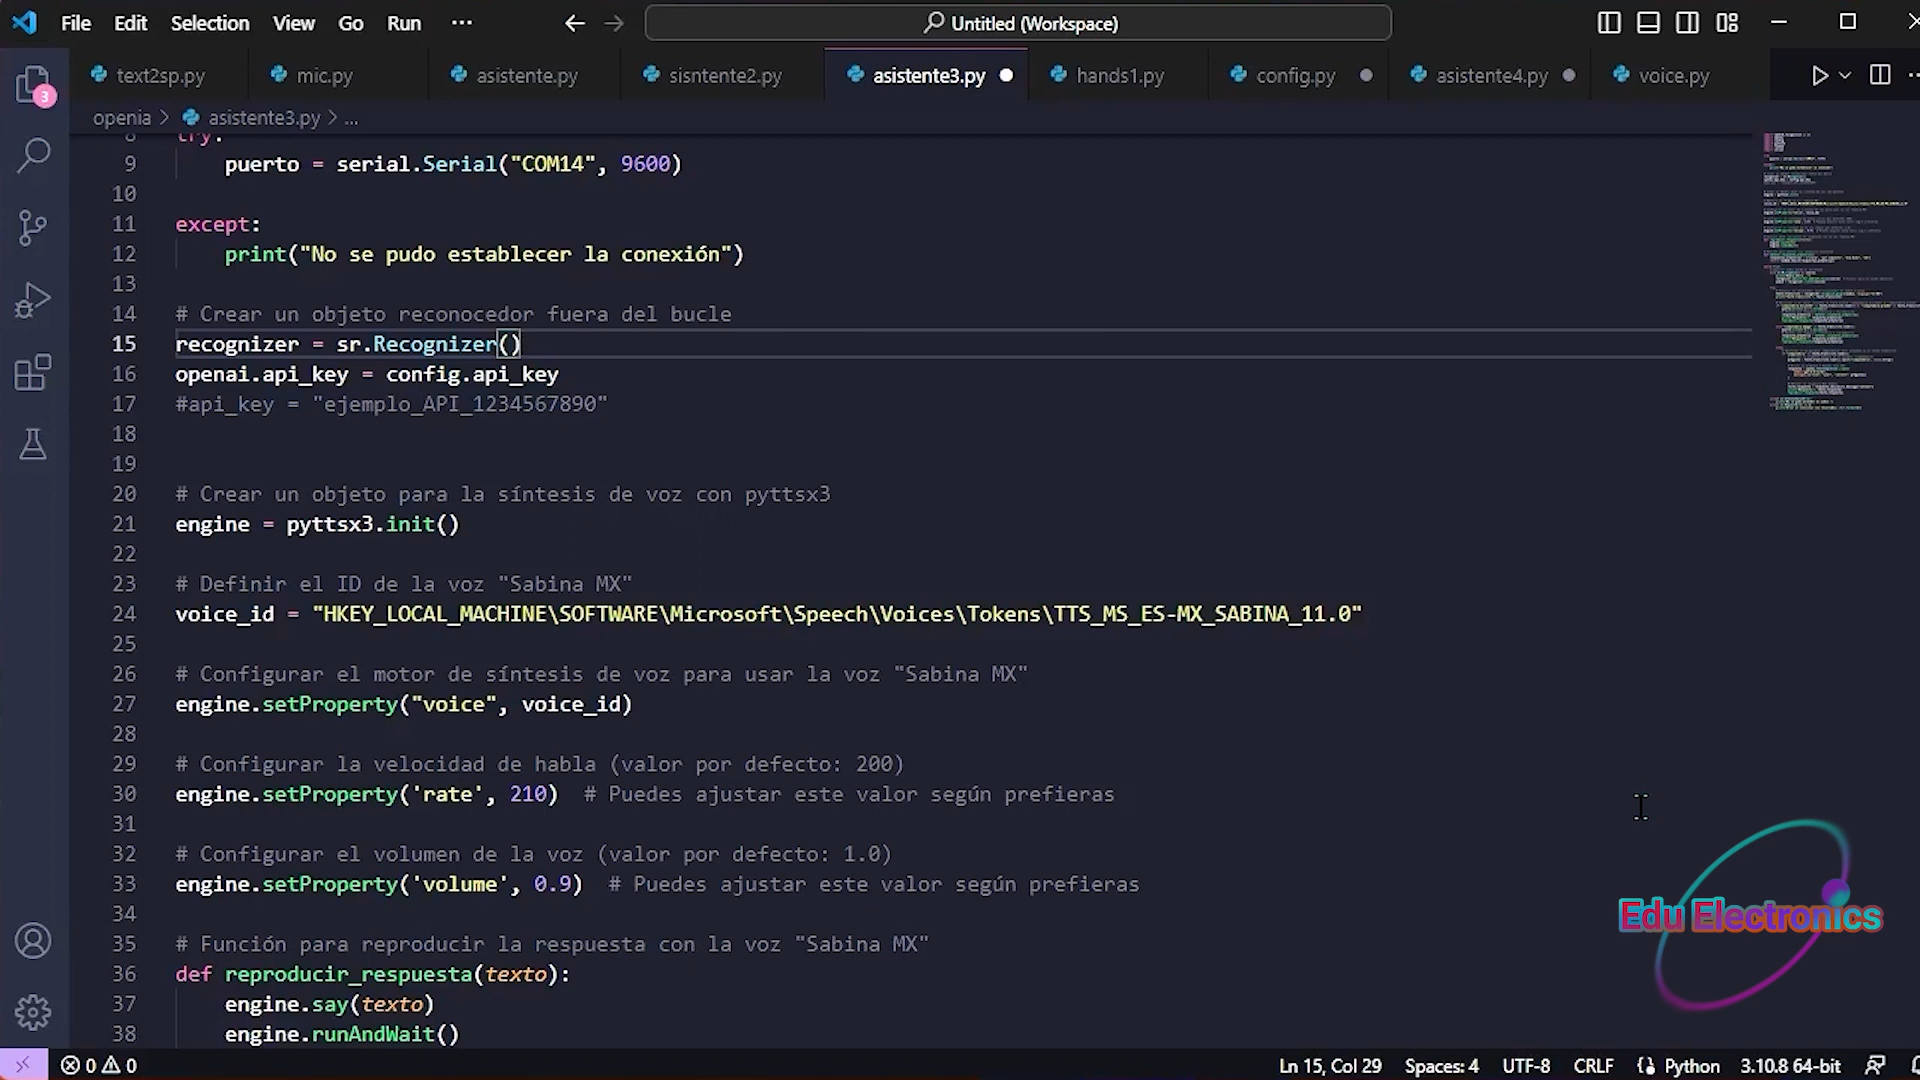 File Edit Selection View Go Run ··· Untitled (Workspace)
text2sp.py mic.py asistente.py sisntente2.py asistente3.py hands1.py config.py asistente4.py voice.py
3
openia > asistente3.py > ...
8 try:
9 puerto = serial.Serial("COM14", 9600)
10
11 except:
12 print("No se pudo establecer la conexión")
13
14 # Crear un objeto reconocedor fuera del bucle
15 recognizer = sr.Recognizer()
16 openai.api_key = config.api_key
17 #api_key = "ejemplo_API_1234567890"
18
19
20 # Crear un objeto para la síntesis de voz con pyttsx3
21 engine = pyttsx3.init()
22
23 # Definir el ID de la voz "Sabina MX"
24 voice_id = "HKEY_LOCAL_MACHINE\SOFTWARE\Microsoft\Speech\Voices\Tokens\TTS_MS_ES-MX_SABINA_11.0"
25
26 # Configurar el motor de síntesis de voz para usar la voz "Sabina MX"
27 engine.setProperty("voice", voice_id)
28
29 # Configurar la velocidad de habla (valor por defecto: 200)
30 engine.setProperty('rate', 210) # Puedes ajustar este valor según prefieras
31
32 # Configurar el volumen de la voz (valor por defecto: 1.0)
33 engine.setProperty('volume', 0.9) # Puedes ajustar este valor según prefieras
34
35 # Función para reproducir la respuesta con la voz "Sabina MX"
36 def reproducir_respuesta(texto):
37 engine.say(texto)
38 engine.runAndWait()
Edu Electronics
0 0 Ln 15, Col 29 Spaces: 4 UTF-8 CRLF Python 3.10.8 64-bit